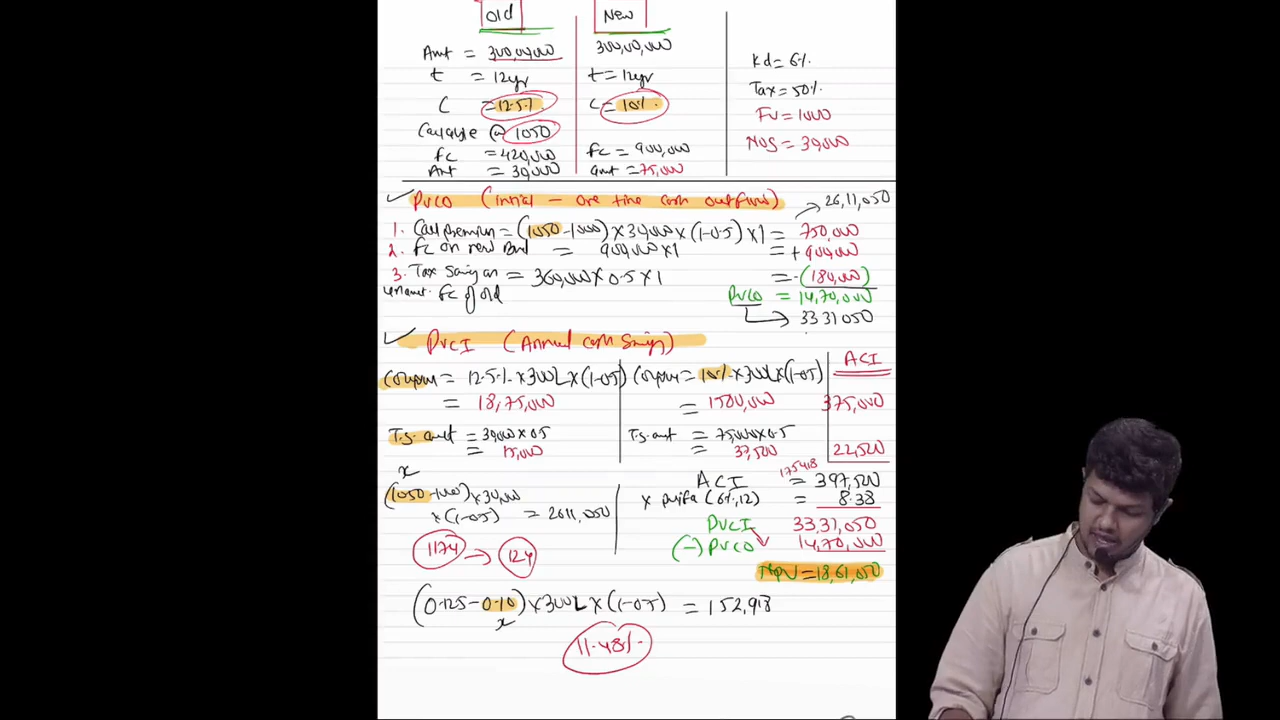 Old
Amt = 300,00,000
t = 12yr
C = 12.5%
Callable @ 1050
fc = 420,000
Amt = 30,000
New
300,00,000
t = 12yr
C = 10%
fc = 900,000
amt = 75,000
Kd = 6%
Tax = 50%
FV = 1000
NOS = 30,000
PVCO (Initial - One time cash outflow)
26,11,050
1. Call premium = (1050-1000) x 30,000 x (1-0.5) x 1 = 750,000
2. fc on new Bond = 900,000 x 1 = + 900,000
3. Tax Saving on = 360,000 x 0.5 x 1 = - (180,000)
unamort. fc of old
PVCO = 14,70,000
33 31 050
PVCI (Annual cash Savings)
ACI
Coupon = 12.5% x 300L x (1-0.5)
= 18,75,000
Coupon = 10% x 300L x (1-0.5)
= 1500,000
375,000
T.S. amt = 30,000 x 0.5
= 15,000
T.S. amt = 75,000 x 0.5
= 37,500
22,500
x
(1050-1000) x 30,000
x (1-0.5) = 2611,050
1174 → 124
175418
ACI = 397,500
x pvifa (6%,12) = 8.38
PVCI 33,31,050
(-) PVCO 14,70,000
NPV = 18,61,050
(0.125-0.10) x 300L x (1-0.5) = 152,918
x
11.48%